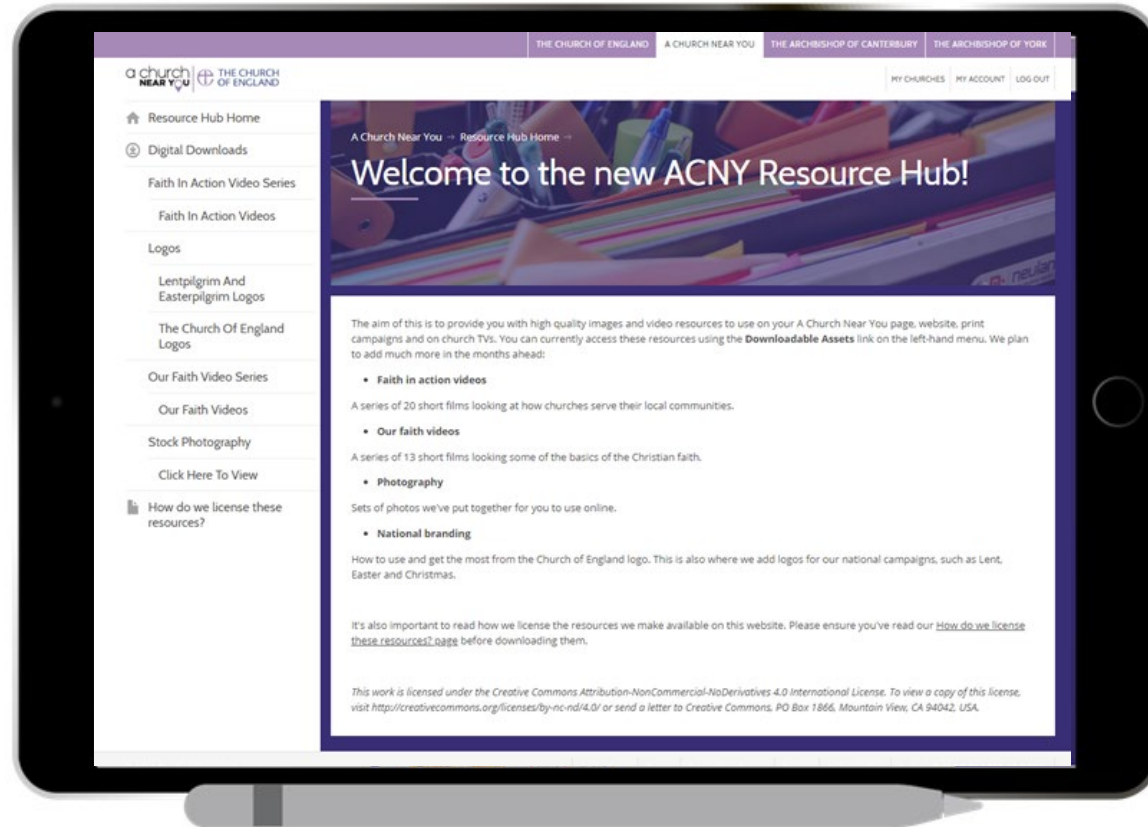 THE CHURCH OF ENGLAND
A CHURCH NEAR YOU
THE ARCHBISHOP OF CANTERBURY
THE ARCHBISHOP OF YORK
a church
NEAR YOU
THE CHURCH
OF ENGLAND
MY CHURCHES
MY ACCOUNT
LOG OUT
Resource Hub Home
Digital Downloads
Faith In Action Video Series
Faith In Action Videos
Logos
Lentpilgrim And
Easterpilgrim Logos
The Church Of England
Logos
Our Faith Video Series
Our Faith Videos
Stock Photography
Click Here To View
How do we license these
resources?
A Church Near You → Resource Hub Home →
Welcome to the new ACNY Resource Hub!
The aim of this is to provide you with high quality images and video resources to use on your A Church Near You page, website, print
campaigns and on church TVs. You can currently access these resources using the Downloadable Assets link on the left-hand menu. We plan
to add much more in the months ahead:
• Faith in action videos
A series of 20 short films looking at how churches serve their local communities.
• Our faith videos
A series of 13 short films looking some of the basics of the Christian faith.
• Photography
Sets of photos we've put together for you to use online.
• National branding
How to use and get the most from the Church of England logo. This is also where we add logos for our national campaigns, such as Lent,
Easter and Christmas.
It's also important to read how we license the resources we make available on this website. Please ensure you've read our How do we license
these resources? page before downloading them.
This work is licensed under the Creative Commons Attribution-NonCommercial-NoDerivatives 4.0 International License. To view a copy of this license,
visit http://creativecommons.org/licenses/by-nc-nd/4.0/ or send a letter to Creative Commons, PO Box 1866, Mountain View, CA 94042, USA.